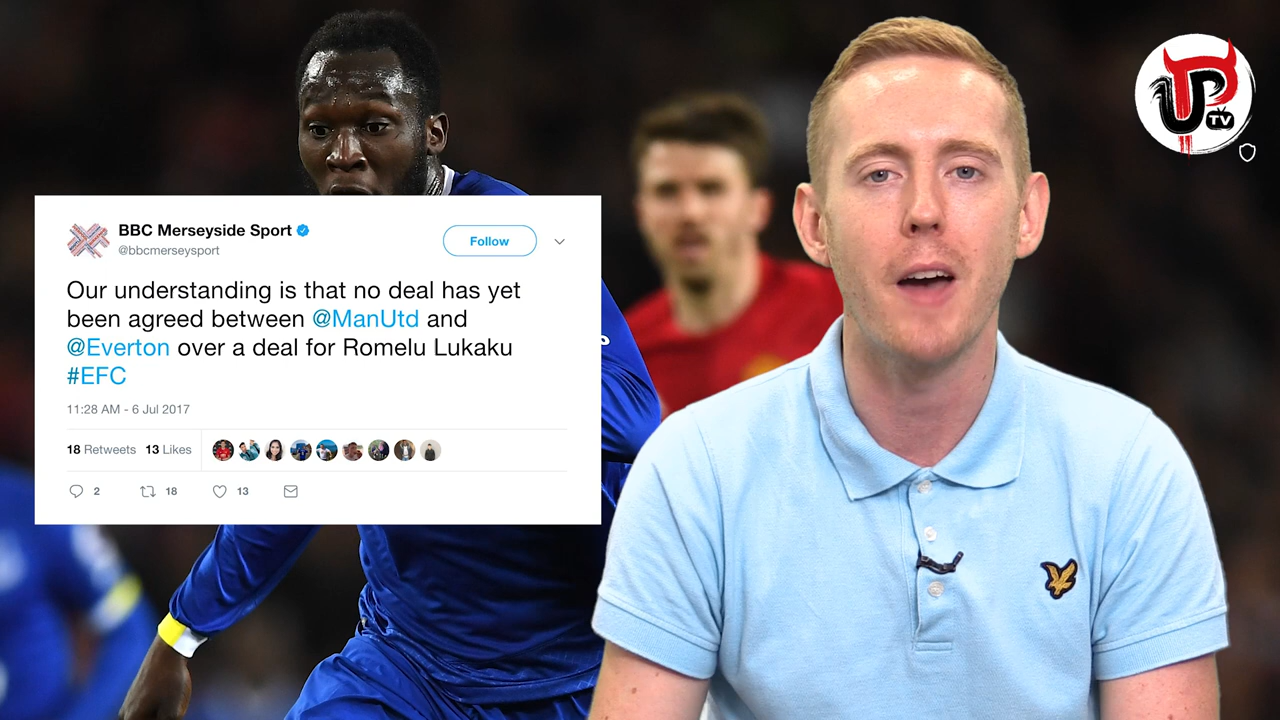 BBC Merseyside Sport
@bbcmerseysport
Follow
Our understanding is that no deal has yet
been agreed between @ManUtd and
@Everton over a deal for Romelu Lukaku
#EFC
11:28 AM - 6 Jul 2017
18 Retweets 13 Likes
2 18 13
UP
TV